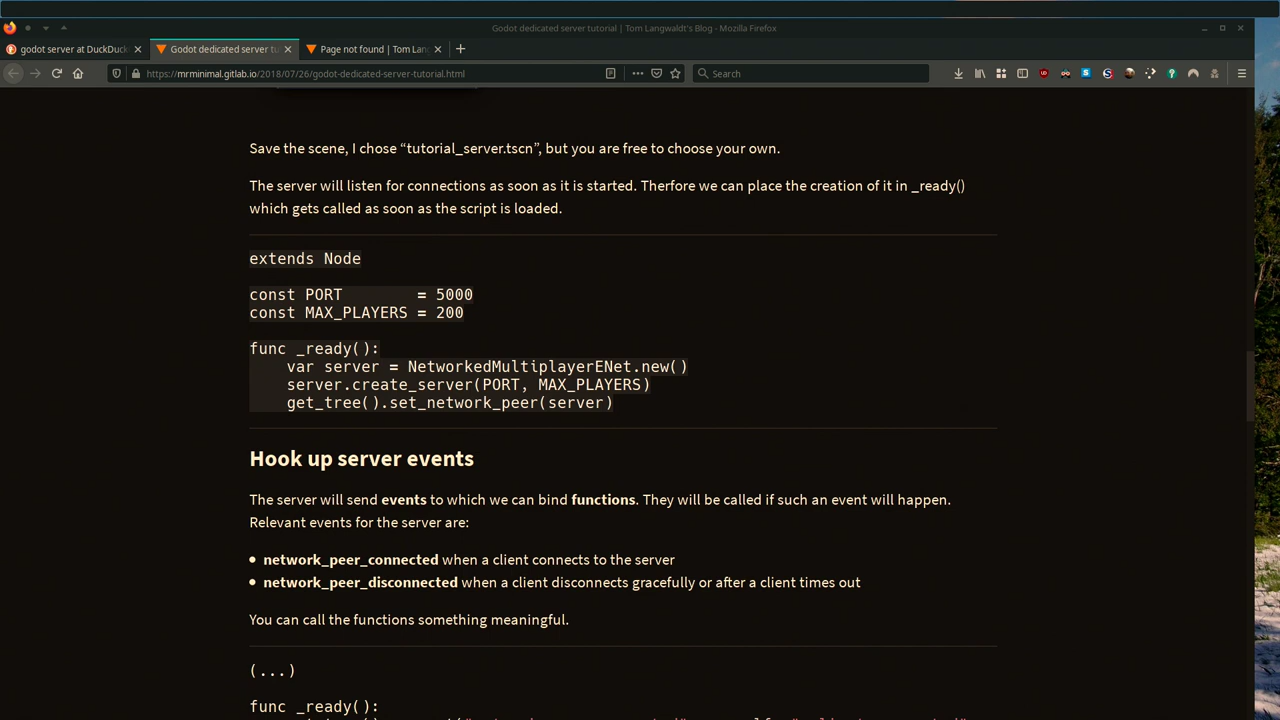 Godot dedicated server tutorial | Tom Langwaldt's Blog - Mozilla Firefox
godot server at DuckDuck
Godot dedicated server tu
Page not found | Tom Lang
https://mrminimal.gitlab.io/2018/07/26/godot-dedicated-server-tutorial.html
Search
Save the scene, I chose “tutorial_server.tscn”, but you are free to choose your own.
The server will listen for connections as soon as it is started. Therfore we can place the creation of it in _ready()
which gets called as soon as the script is loaded.
extends Node
const PORT        = 5000
const MAX_PLAYERS = 200
func _ready():
    var server = NetworkedMultiplayerENet.new()
    server.create_server(PORT, MAX_PLAYERS)
    get_tree().set_network_peer(server)
Hook up server events
The server will send events to which we can bind functions. They will be called if such an event will happen.
Relevant events for the server are:
• network_peer_connected when a client connects to the server
• network_peer_disconnected when a client disconnects gracefully or after a client times out
You can call the functions something meaningful.
(...)
func _ready():